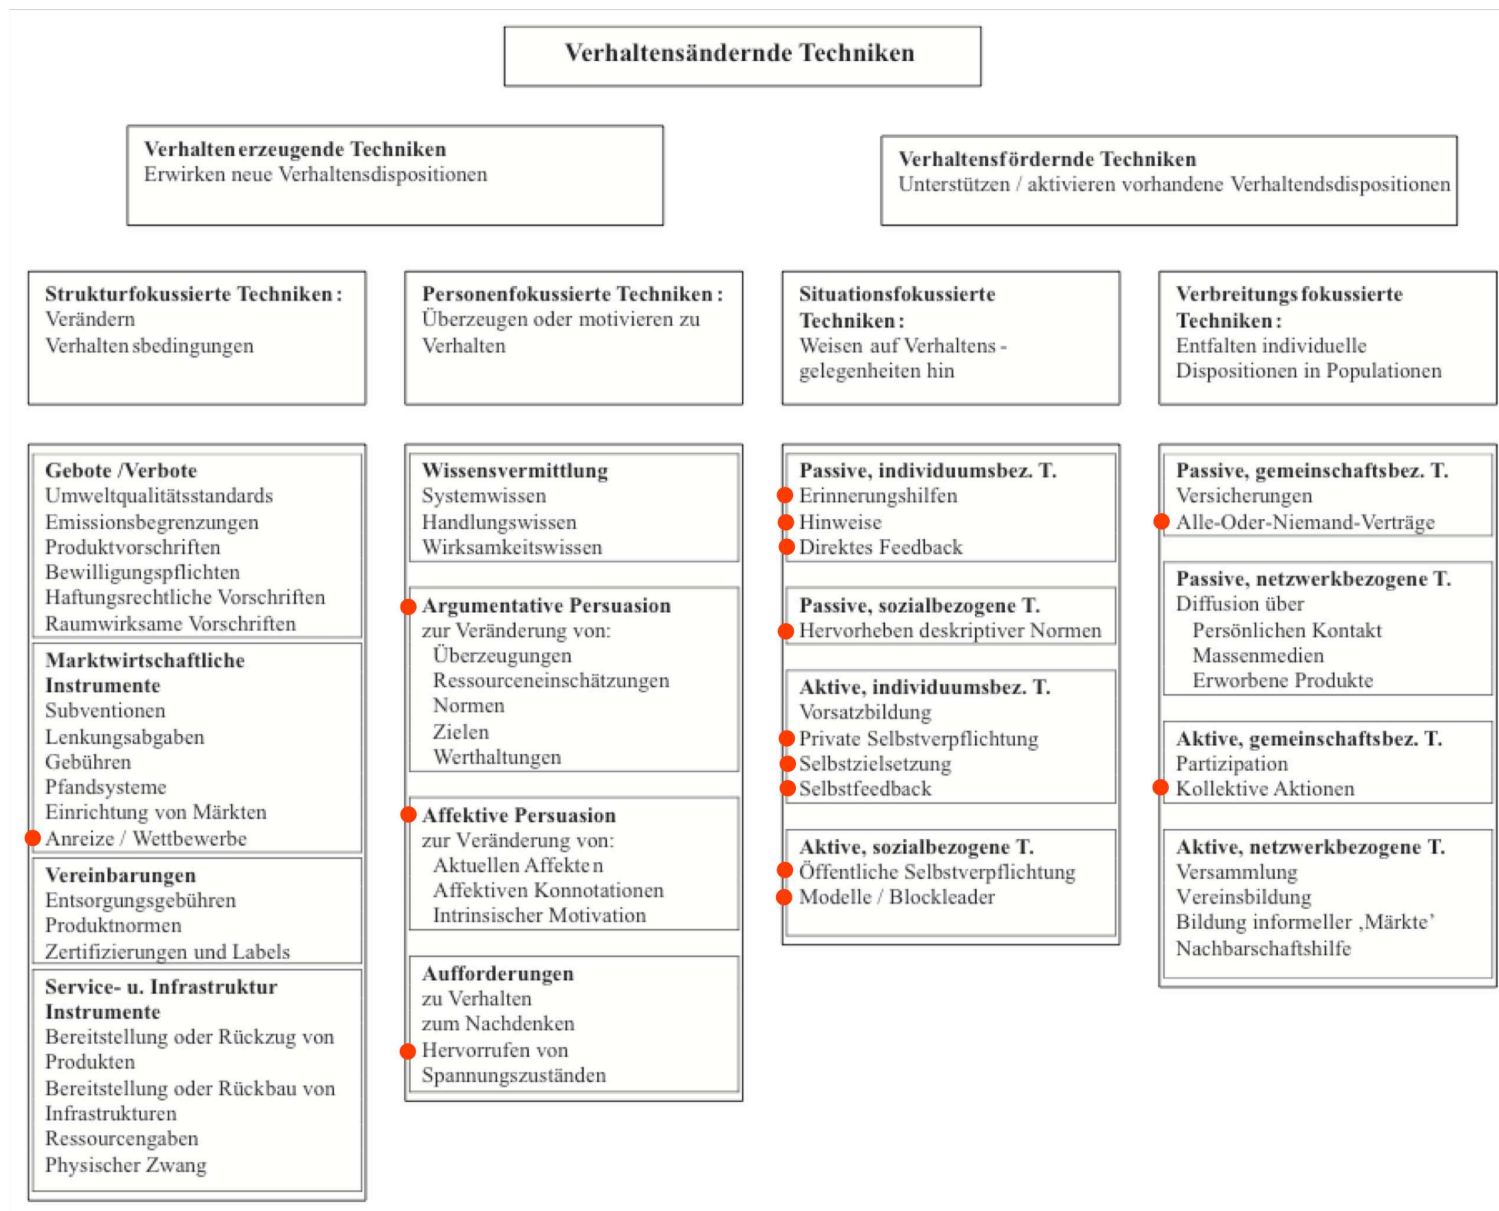 Verhaltensändernde Techniken
Verhalten erzeugende Techniken
Erwirken neue Verhaltensdispositionen
Verhaltensfördernde Techniken
Unterstützen / aktivieren vorhandene Verhaltendsdispositionen
Strukturfokussierte Techniken:
Verändern
Verhaltensbedingungen
Personenfokussierte Techniken:
Überzeugen oder motivieren zu
Verhalten
Situationsfokussierte
Techniken:
Weisen auf Verhaltens-
gelegenheiten hin
Verbreitungsfokussierte
Techniken:
Entfalten individuelle
Dispositionen in Populationen
Gebote /Verbote
Umweltqualitätsstandards
Emissionsbegrenzungen
Produktvorschriften
Bewilligungspflichten
Haftungsrechtliche Vorschriften
Raumwirksame Vorschriften
Marktwirtschaftliche
Instrumente
Subventionen
Lenkungsabgaben
Gebühren
Pfandsysteme
Einrichtung von Märkten
Anreize / Wettbewerbe
Vereinbarungen
Entsorgungsgebühren
Produktnormen
Zertifizierungen und Labels
Service- u. Infrastruktur
Instrumente
Bereitstellung oder Rückzug von
Produkten
Bereitstellung oder Rückbau von
Infrastrukturen
Ressourcengaben
Physischer Zwang
Wissensvermittlung
Systemwissen
Handlungswissen
Wirksamkeitswissen
Argumentative Persuasion
zur Veränderung von:
Überzeugungen
Ressourceneinschätzungen
Normen
Zielen
Werthaltungen
Affektive Persuasion
zur Veränderung von:
Aktuellen Affekten
Affektiven Konnotationen
Intrinsischer Motivation
Aufforderungen
zu Verhalten
zum Nachdenken
Hervorrufen von
Spannungszuständen
Passive, individuumsbez. T.
Erinnerungshilfen
Hinweise
Direktes Feedback
Passive, sozialbezogene T.
Hervorheben deskriptiver Normen
Aktive, individuumsbez. T.
Vorsatzbildung
Private Selbstverpflichtung
Selbstzielsetzung
Selbstfeedback
Aktive, sozialbezogene T.
Öffentliche Selbstverpflichtung
Modelle / Blockleader
Passive, gemeinschaftsbez. T.
Versicherungen
Alle-Oder-Niemand-Verträge
Passive, netzwerkbezogene T.
Diffusion über
Persönlichen Kontakt
Massenmedien
Erworbene Produkte
Aktive, gemeinschaftsbez. T.
Partizipation
Kollektive Aktionen
Aktive, netzwerkbezogene T.
Versammlung
Vereinsbildung
Bildung informeller ‚Märkte’
Nachbarschaftshilfe